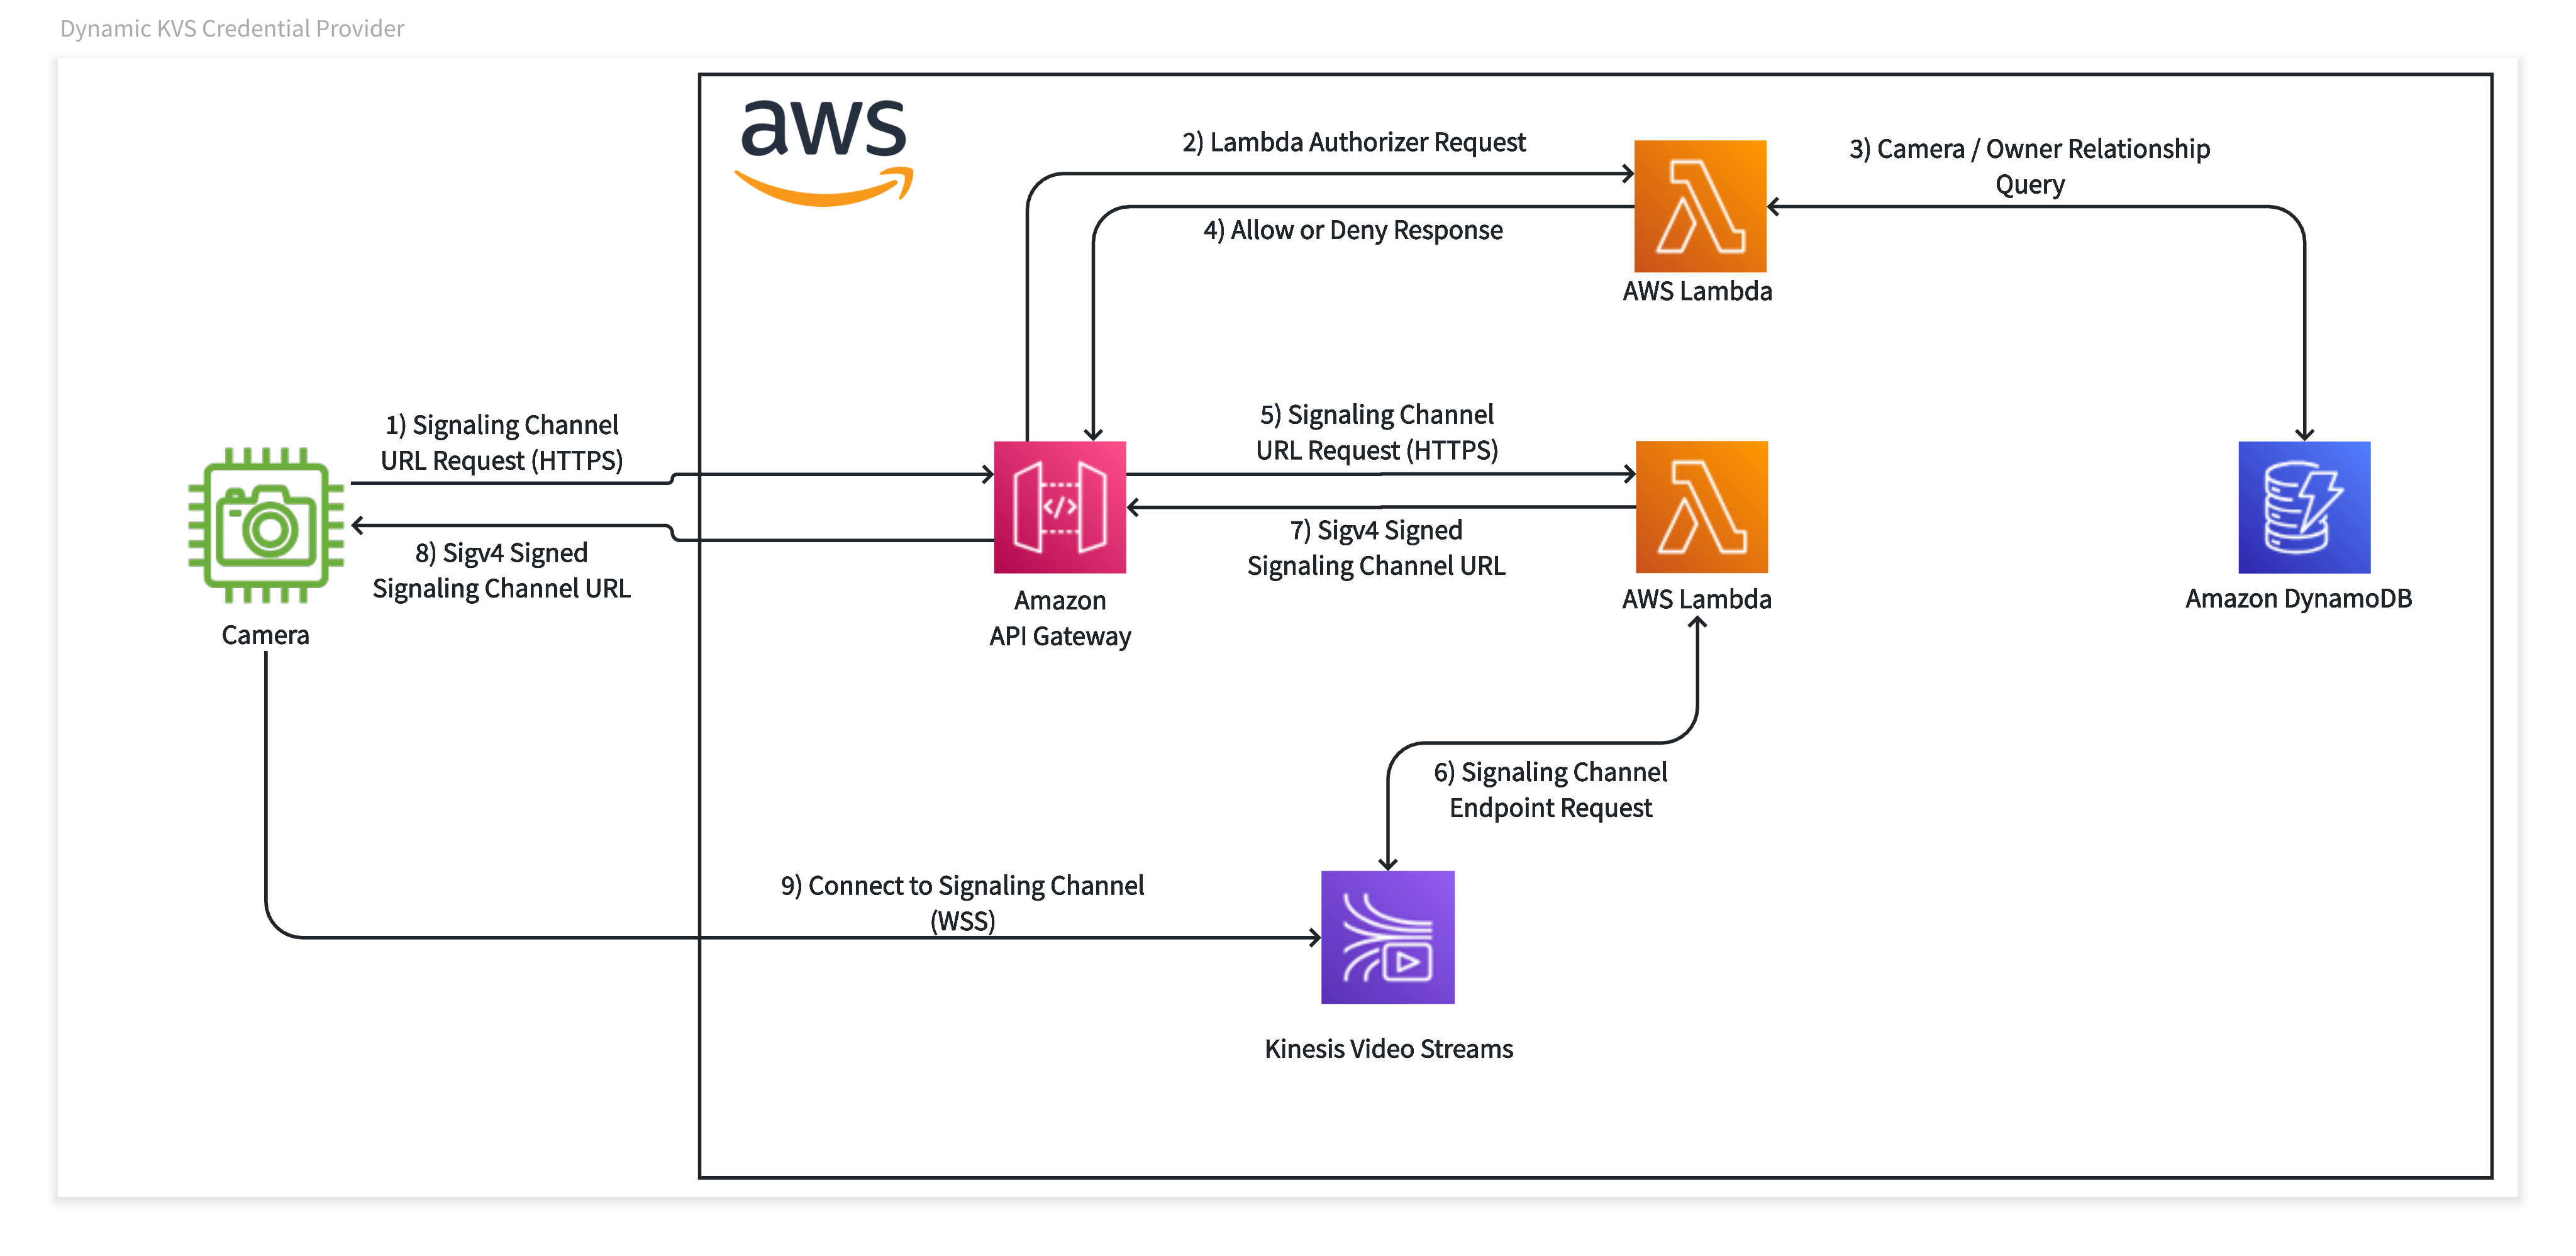 Dynamic KVS Credential Provider
aws
2) Lambda Authorizer Request
3) Camera / Owner Relationship
Query
4) Allow or Deny Response
AWS Lambda
1) Signaling Channel
URL Request (HTTPS)
5) Signaling Channel
URL Request (HTTPS)
</>
8) Sigv4 Signed
Signaling Channel URL
7) Sigv4 Signed
Signaling Channel URL
Camera
Amazon
API Gateway
AWS Lambda
Amazon DynamoDB
6) Signaling Channel
Endpoint Request
9) Connect to Signaling Channel
(WSS)
Kinesis Video Streams